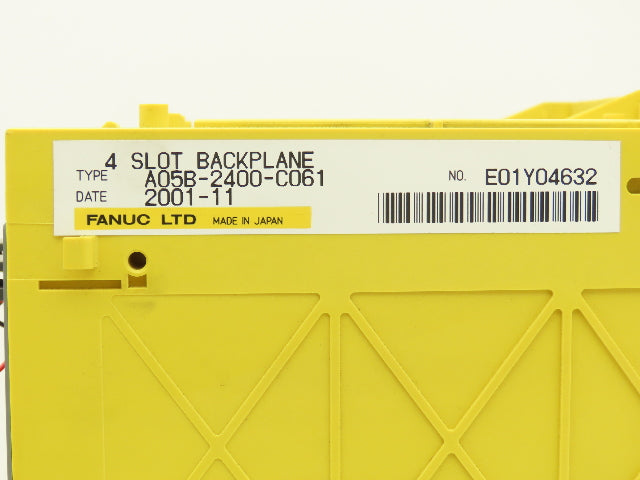 4 SLOT BACKPLANE
TYPE A05B-2400-C061
DATE 2001-11
FANUC LTD MADE IN JAPAN
NO. E01Y04632